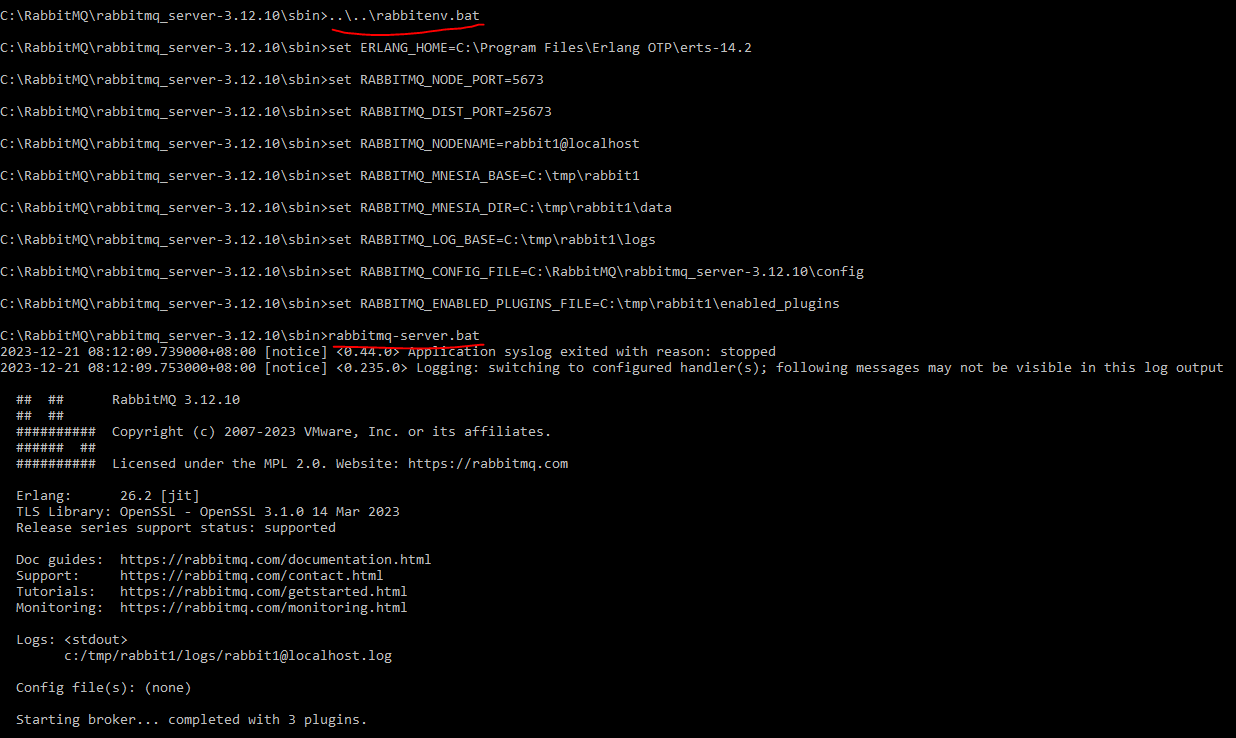 C:\RabbitMQ\rabbitmq_server-3.12.10\sbin>..\..\rabbitenv.bat
C:\RabbitMQ\rabbitmq_server-3.12.10\sbin>set ERLANG_HOME=C:\Program Files\Erlang OTP\erts-14.2
C:\RabbitMQ\rabbitmq_server-3.12.10\sbin>set RABBITMQ_NODE_PORT=5673
C:\RabbitMQ\rabbitmq_server-3.12.10\sbin>set RABBITMQ_DIST_PORT=25673
C:\RabbitMQ\rabbitmq_server-3.12.10\sbin>set RABBITMQ_NODENAME=rabbit1@localhost
C:\RabbitMQ\rabbitmq_server-3.12.10\sbin>set RABBITMQ_MNESIA_BASE=C:\tmp\rabbit1
C:\RabbitMQ\rabbitmq_server-3.12.10\sbin>set RABBITMQ_MNESIA_DIR=C:\tmp\rabbit1\data
C:\RabbitMQ\rabbitmq_server-3.12.10\sbin>set RABBITMQ_LOG_BASE=C:\tmp\rabbit1\logs
C:\RabbitMQ\rabbitmq_server-3.12.10\sbin>set RABBITMQ_CONFIG_FILE=C:\RabbitMQ\rabbitmq_server-3.12.10\config
C:\RabbitMQ\rabbitmq_server-3.12.10\sbin>set RABBITMQ_ENABLED_PLUGINS_FILE=C:\tmp\rabbit1\enabled_plugins
C:\RabbitMQ\rabbitmq_server-3.12.10\sbin>rabbitmq-server.bat
2023-12-21 08:12:09.739000+08:00 [notice] <0.44.0> Application syslog exited with reason: stopped
2023-12-21 08:12:09.753000+08:00 [notice] <0.235.0> Logging: switching to configured handler(s); following messages may not be visible in this log output
##  ##      RabbitMQ 3.12.10
##  ##
##########  Copyright (c) 2007-2023 VMware, Inc. or its affiliates.
######  ##
##########  Licensed under the MPL 2.0. Website: https://rabbitmq.com
Erlang:      26.2 [jit]
TLS Library: OpenSSL - OpenSSL 3.1.0 14 Mar 2023
Release series support status: supported
Doc guides:  https://rabbitmq.com/documentation.html
Support:     https://rabbitmq.com/contact.html
Tutorials:   https://rabbitmq.com/getstarted.html
Monitoring:  https://rabbitmq.com/monitoring.html
Logs: <stdout>
c:/tmp/rabbit1/logs/rabbit1@localhost.log
Config file(s): (none)
Starting broker... completed with 3 plugins.